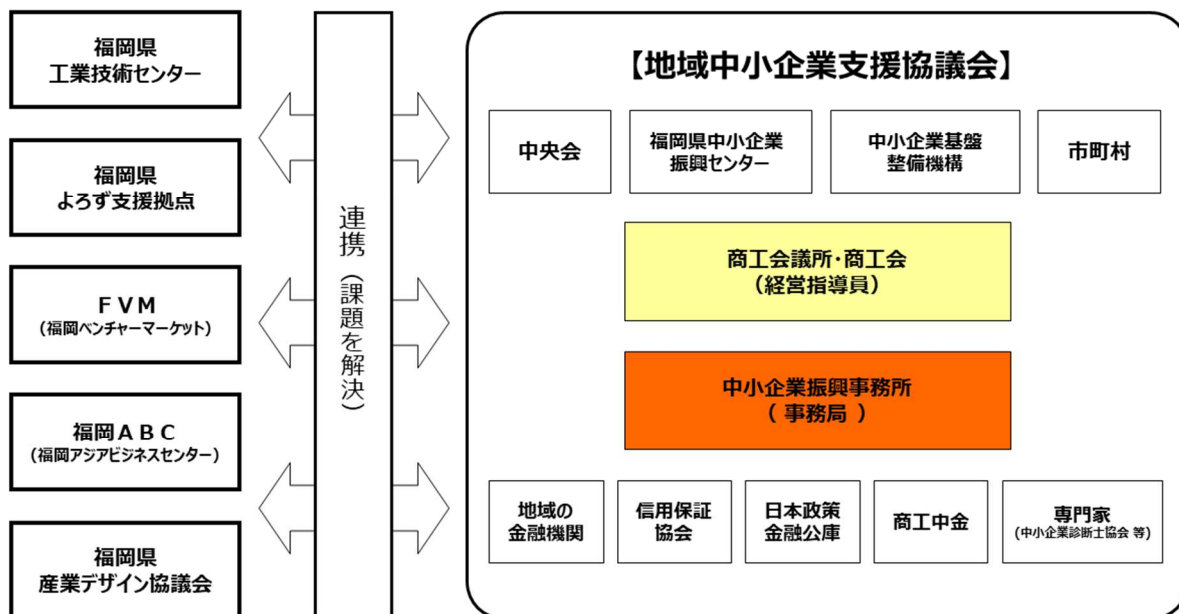 福岡県
工業技術センター
福岡県
よろず支援拠点
FVM
(福岡ベンチャーマーケット)
福岡ABC
(福岡アジアビジネスセンター)
福岡県
産業デザイン協議会
連携(課題を解決)
【地域中小企業支援協議会】
中央会
福岡県中小企業
振興センター
中小企業基盤
整備機構
市町村
商工会議所・商工会
(経営指導員)
中小企業振興事務所
( 事務局 )
地域の
金融機関
信用保証
協会
日本政策
金融公庫
商工中金
専門家
(中小企業診断士協会 等)